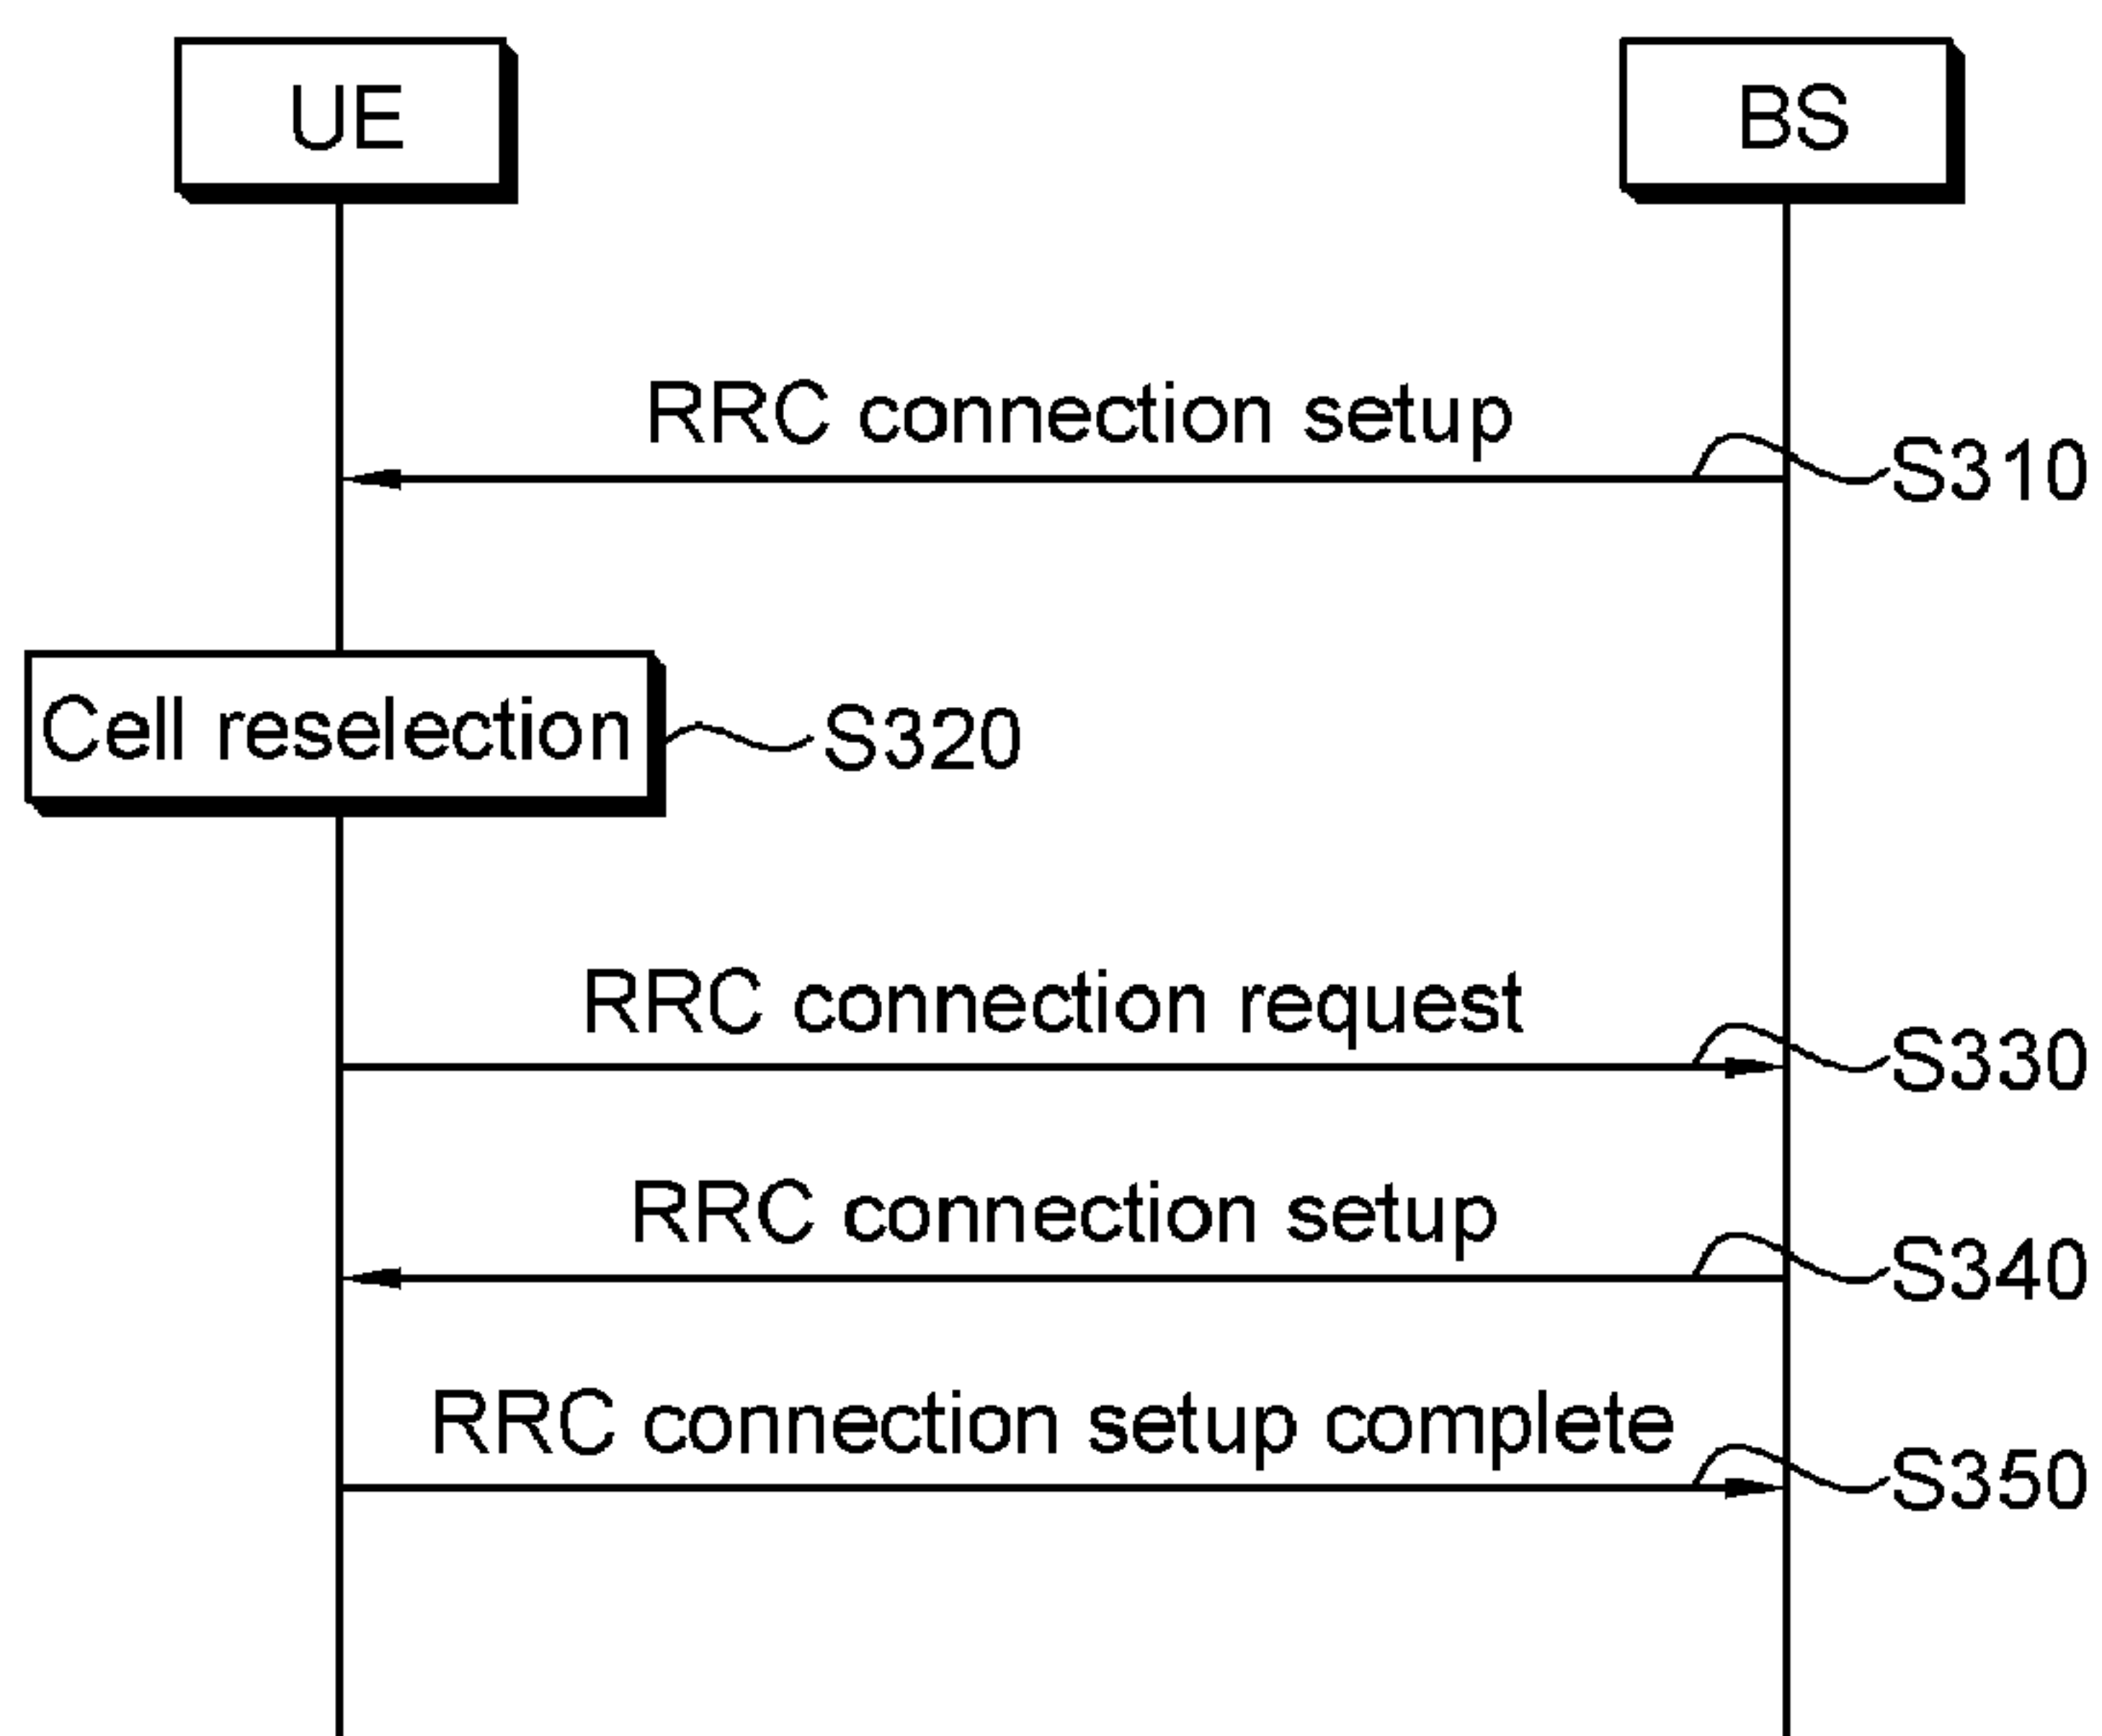 UE
BS
RRC connection setup
S310
Cell reselection
S320
RRC connection request
S330
RRC connection setup
S340
RRC connection setup complete
S350